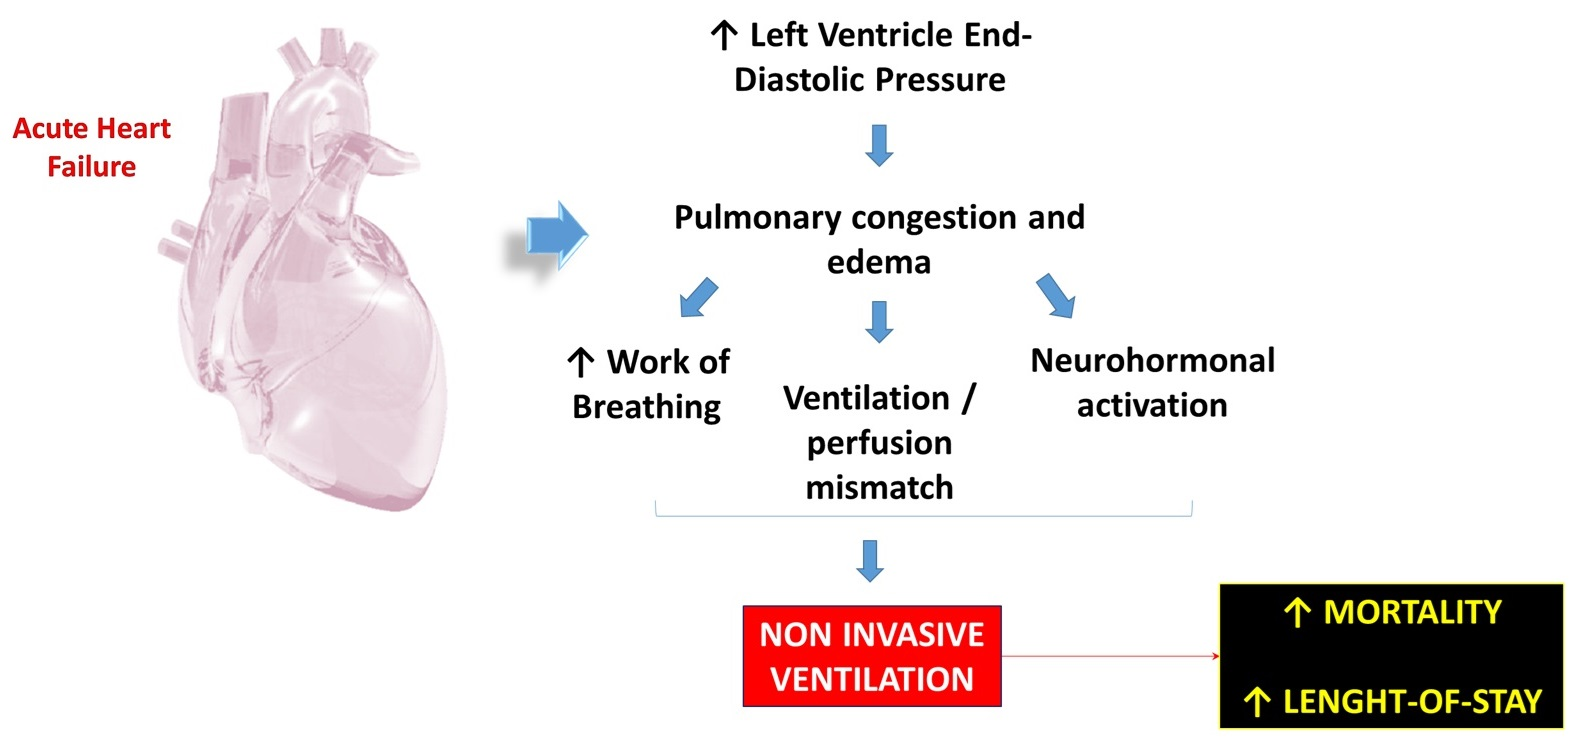 Acute Heart
Failure
↑ Left Ventricle End-
Diastolic Pressure
Pulmonary congestion and
edema
↑ Work of
Breathing
Ventilation /
perfusion
mismatch
Neurohormonal
activation
NON INVASIVE
VENTILATION
↑ MORTALITY
↑ LENGHT-OF-STAY